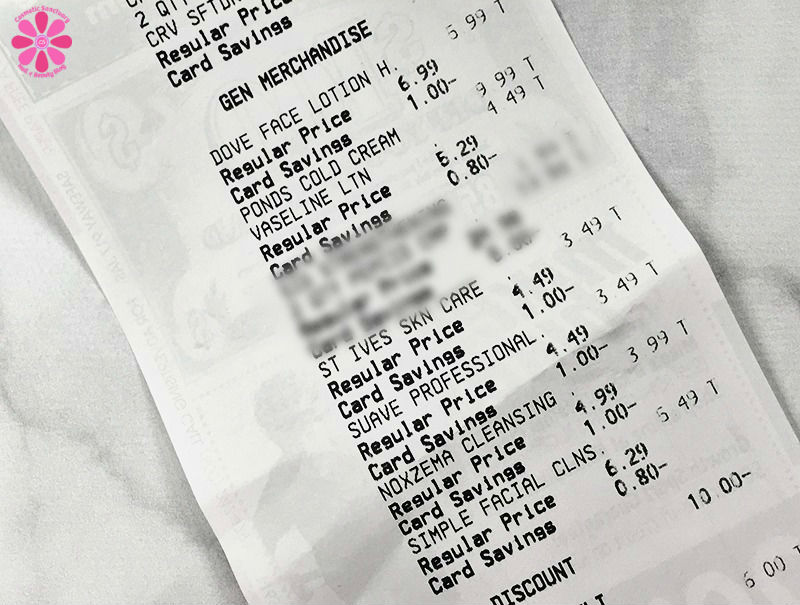 Cosmetic Sanctuary
Nail & Beauty Blog
2 QTY
CRV
Regular Price
Card Savings
GEN MERCHANDISE
DOVE FACE LOTION H. 5.99 T
Regular Price 6.99
Card Savings 1.00-
PONDS COLD CREAM 9.99 T
VASELINE LTN 4.49 T
Regular Price 5.29
Card Savings 0.80-
ST IVES SKN CARE 3.49 T
Regular Price 4.49
Card Savings 1.00-
SUAVE PROFESSIONAL. 3.49 T
Regular Price 4.49
Card Savings 1.00-
NOXZEMA CLEANSING 3.99 T
Regular Price 4.99
Card Savings 1.00-
SIMPLE FACIAL CLNS. 5.49 T
Regular Price 6.29
Card Savings 0.80-
10.00-
DISCOUNT
6 00 T